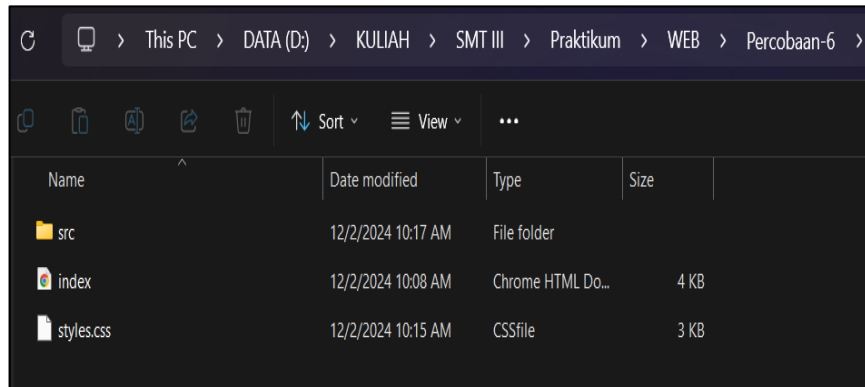 This PC > DATA (D:) > KULIAH > SMT III > Praktikum > WEB > Percobaan-6 >
Sort View •••
Name Date modified Type Size
src 12/2/2024 10:17 AM File folder
index 12/2/2024 10:08 AM Chrome HTML Do... 4 KB
styles.css 12/2/2024 10:15 AM CSSfile 3 KB